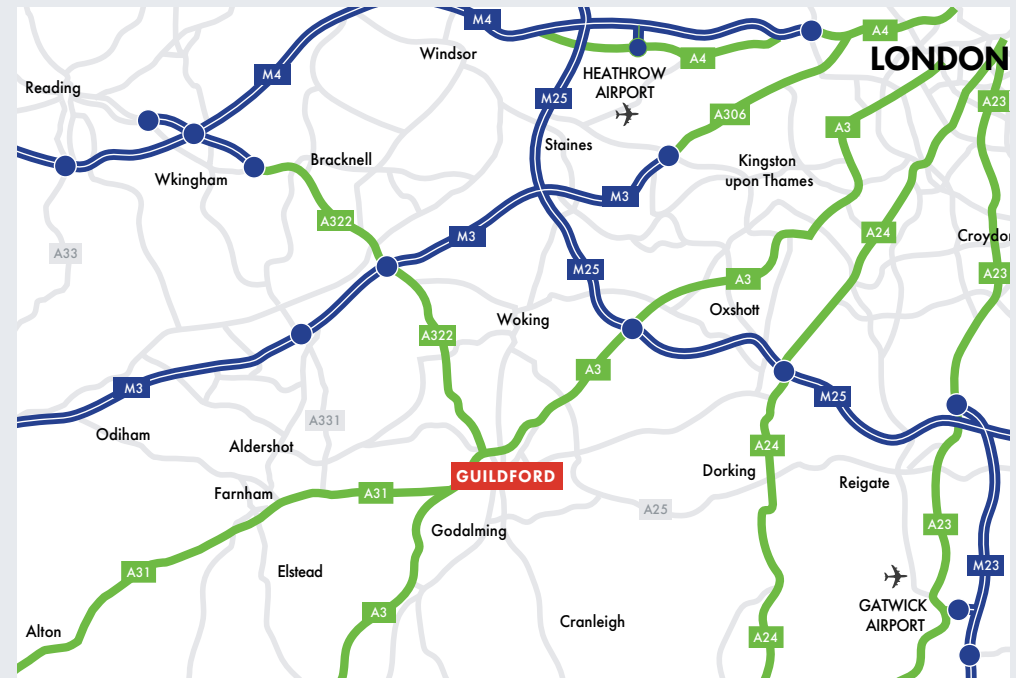 M4
A4
Windsor
LONDON
A4
M4
HEATHROW
AIRPORT
Reading
M25
A23
A306
A3
Staines
Bracknell
Kingston
upon Thames
Wkingham
M3
A322
A24
M3
Croydo
A33
M25
A23
A3
Oxshott
Woking
A322
A3
M3
M25
A331
Odiham
Aldershot
A24
Dorking
GUILDFORD
Reigate
Farnham
A31
A25
A23
Godalming
M23
A31
Elstead
GATWICK
AIRPORT
A3
Cranleigh
Alton
A24